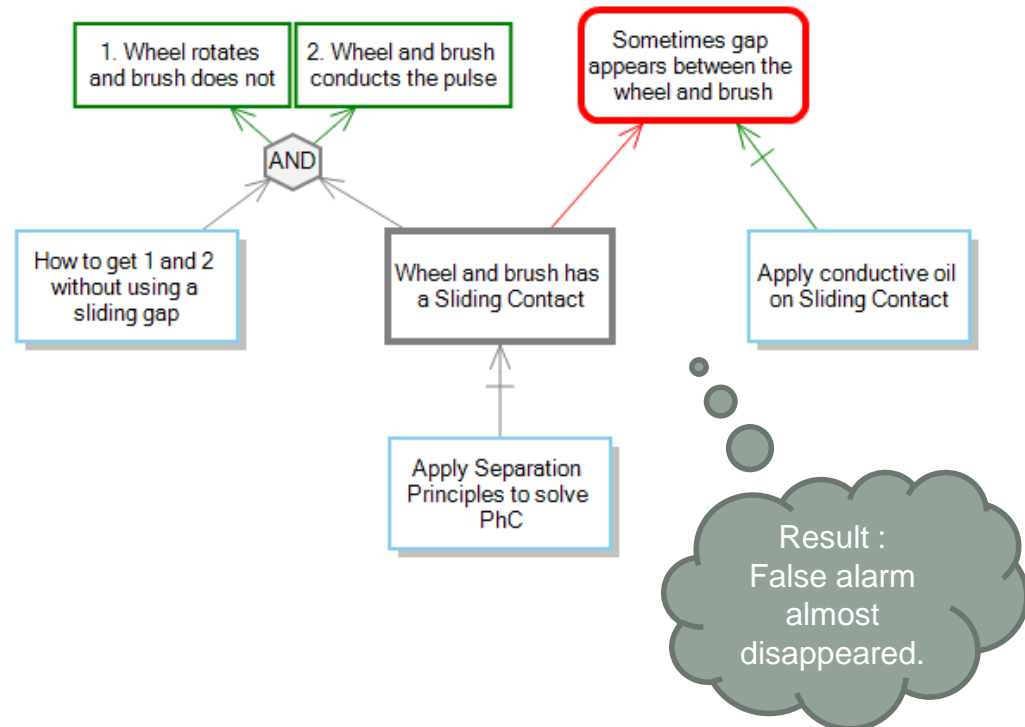 1. Wheel rotates
and brush does not
2. Wheel and brush
conducts the pulse
Sometimes gap
appears between the
wheel and brush
AND
How to get 1 and 2
without using a
sliding gap
Wheel and brush has
a Sliding Contact
Apply conductive oil
on Sliding Contact
Apply Separation
Principles to solve
PhC
Result :
False alarm
almost
disappeared.